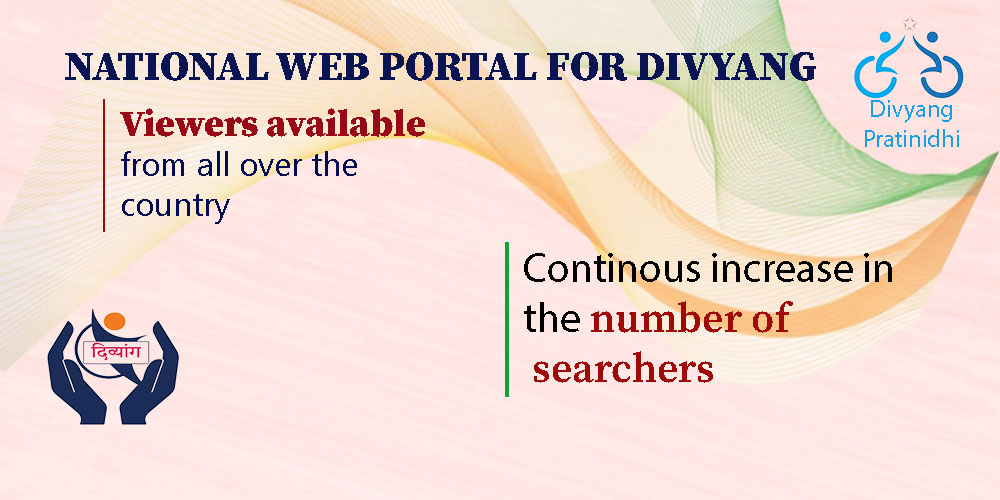 NATIONAL WEB PORTAL FOR DIVYANG
Divyang
Pratinidhi
Viewers available
from all over the
country
Continous increase in
the number of
searchers
दिव्यांग